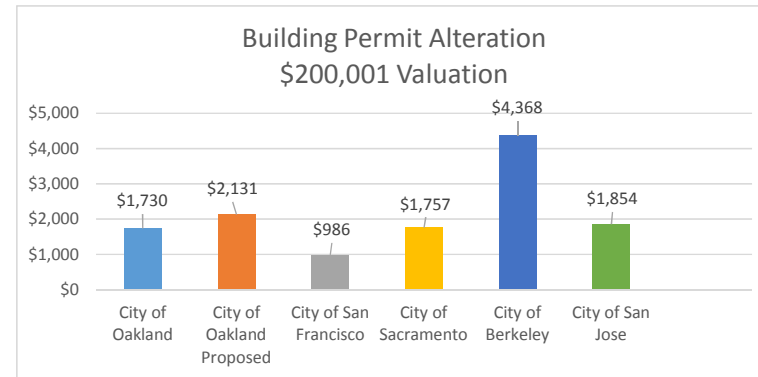 Building Permit Alteration
$200,001 Valuation
$5,000
$4,000
$3,000
$2,000
$1,000
$0
$1,730
$2,131
$986
$1,757
$4,368
$1,854
City of
Oakland
City of
Oakland
Proposed
City of San
Francisco
City of
Sacramento
City of
Berkeley
City of San
Jose